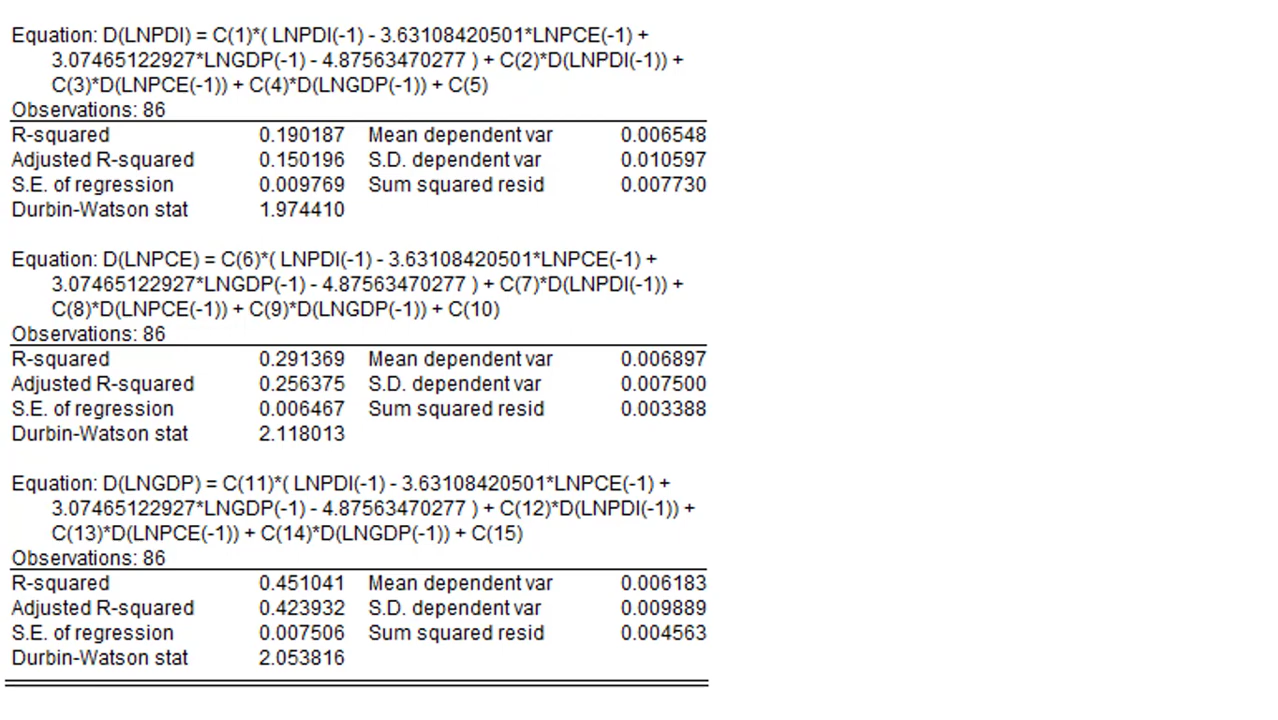 Equation: D(LNPDI) = C(1)*( LNPDI(-1) - 3.63108420501*LNPCE(-1) +
3.07465122927*LNGDP(-1) - 4.87563470277 ) + C(2)*D(LNPDI(-1)) +
C(3)*D(LNPCE(-1)) + C(4)*D(LNGDP(-1)) + C(5)
Observations: 86
R-squared 0.190187 Mean dependent var 0.006548
Adjusted R-squared 0.150196 S.D. dependent var 0.010597
S.E. of regression 0.009769 Sum squared resid 0.007730
Durbin-Watson stat 1.974410
Equation: D(LNPCE) = C(6)*( LNPDI(-1) - 3.63108420501*LNPCE(-1) +
3.07465122927*LNGDP(-1) - 4.87563470277 ) + C(7)*D(LNPDI(-1)) +
C(8)*D(LNPCE(-1)) + C(9)*D(LNGDP(-1)) + C(10)
Observations: 86
R-squared 0.291369 Mean dependent var 0.006897
Adjusted R-squared 0.256375 S.D. dependent var 0.007500
S.E. of regression 0.006467 Sum squared resid 0.003388
Durbin-Watson stat 2.118013
Equation: D(LNGDP) = C(11)*( LNPDI(-1) - 3.63108420501*LNPCE(-1) +
3.07465122927*LNGDP(-1) - 4.87563470277 ) + C(12)*D(LNPDI(-1)) +
C(13)*D(LNPCE(-1)) + C(14)*D(LNGDP(-1)) + C(15)
Observations: 86
R-squared 0.451041 Mean dependent var 0.006183
Adjusted R-squared 0.423932 S.D. dependent var 0.009889
S.E. of regression 0.007506 Sum squared resid 0.004563
Durbin-Watson stat 2.053816